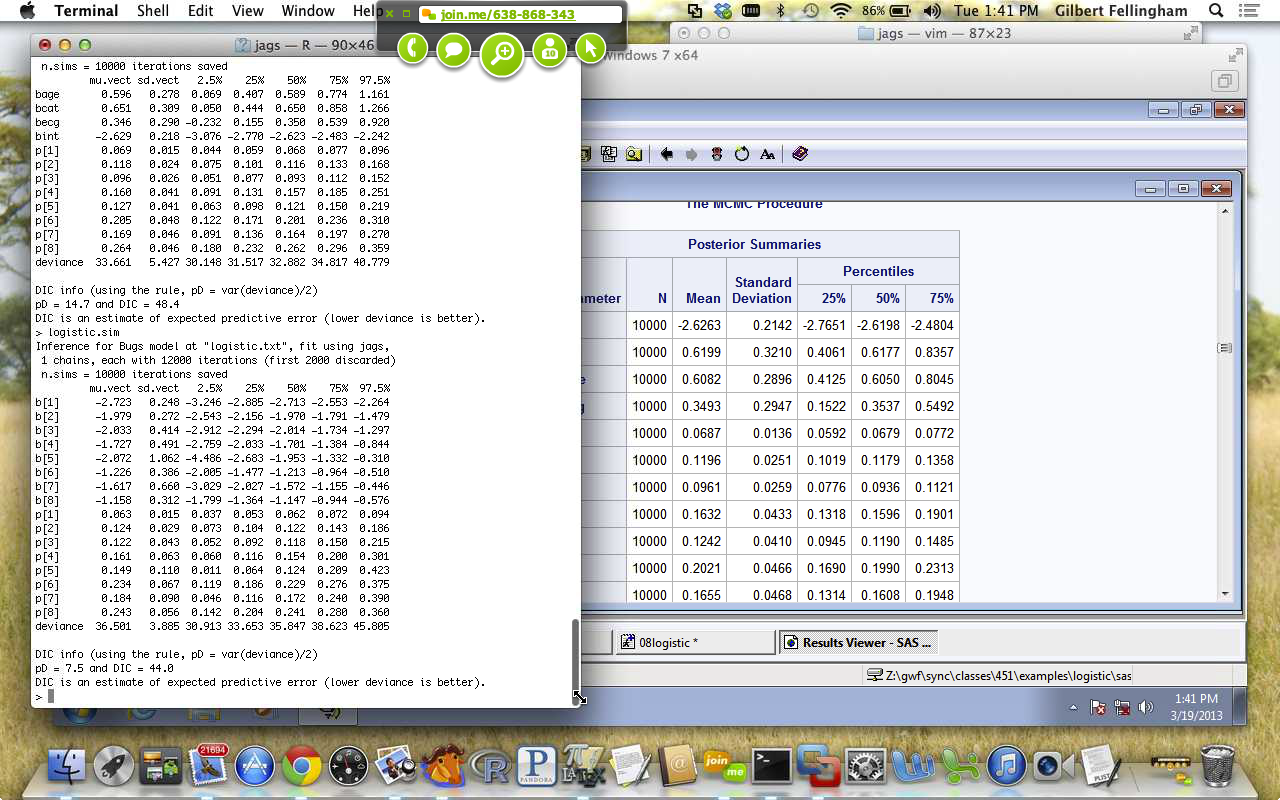 Terminal Shell Edit View Window Help
86% Tue 1:41 PM Gilbert Fellingham
join.me/638-868-343
10
jags — R — 90×46
jags — vim — 87×23
Windows 7 x64
n.sims = 10000 iterations saved
mu.vect sd.vect 2.5% 25% 50% 75% 97.5%
bage 0.596 0.278 0.069 0.407 0.589 0.774 1.161
bcat 0.651 0.309 0.050 0.444 0.650 0.858 1.266
becg 0.346 0.290 -0.232 0.155 0.350 0.539 0.920
bint -2.629 0.218 -3.076 -2.770 -2.623 -2.483 -2.242
p[1] 0.069 0.015 0.044 0.059 0.068 0.077 0.096
p[2] 0.118 0.024 0.075 0.101 0.116 0.133 0.168
p[3] 0.096 0.026 0.051 0.077 0.093 0.112 0.152
p[4] 0.160 0.041 0.091 0.131 0.157 0.185 0.251
p[5] 0.127 0.041 0.063 0.098 0.121 0.150 0.219
p[6] 0.205 0.048 0.122 0.171 0.201 0.236 0.310
p[7] 0.169 0.046 0.091 0.136 0.164 0.197 0.270
p[8] 0.264 0.046 0.180 0.232 0.262 0.296 0.359
deviance 33.661 5.427 30.148 31.517 32.882 34.817 40.779
DIC info (using the rule, pD = var(deviance)/2)
pD = 14.7 and DIC = 48.4
DIC is an estimate of expected predictive error (lower deviance is better).
> logistic.sim
Inference for Bugs model at "logistic.txt", fit using jags,
1 chains, each with 12000 iterations (first 2000 discarded)
n.sims = 10000 iterations saved
mu.vect sd.vect 2.5% 25% 50% 75% 97.5%
b[1] -2.723 0.248 -3.246 -2.885 -2.713 -2.553 -2.264
b[2] -1.979 0.272 -2.543 -2.156 -1.970 -1.791 -1.479
b[3] -2.033 0.414 -2.912 -2.294 -2.014 -1.734 -1.297
b[4] -1.727 0.491 -2.759 -2.033 -1.701 -1.384 -0.844
b[5] -2.072 1.062 -4.486 -2.683 -1.953 -1.332 -0.310
b[6] -1.226 0.386 -2.005 -1.477 -1.213 -0.964 -0.510
b[7] -1.617 0.660 -3.029 -2.027 -1.572 -1.155 -0.446
b[8] -1.158 0.312 -1.799 -1.364 -1.147 -0.944 -0.576
p[1] 0.063 0.015 0.037 0.053 0.062 0.072 0.094
p[2] 0.124 0.029 0.073 0.104 0.122 0.143 0.186
p[3] 0.122 0.043 0.052 0.092 0.118 0.150 0.215
p[4] 0.161 0.063 0.060 0.116 0.154 0.200 0.301
p[5] 0.149 0.110 0.011 0.064 0.124 0.209 0.423
p[6] 0.234 0.067 0.119 0.186 0.229 0.276 0.375
p[7] 0.184 0.090 0.046 0.116 0.172 0.240 0.390
p[8] 0.243 0.056 0.142 0.204 0.241 0.280 0.360
deviance 36.501 3.885 30.913 33.653 35.847 38.623 45.805
DIC info (using the rule, pD = var(deviance)/2)
pD = 7.5 and DIC = 44.0
DIC is an estimate of expected predictive error (lower deviance is better).
>
The MCMC Procedure
Posterior Summaries
ameter N Mean Standard Deviation Percentiles
25% 50% 75%
10000 -2.6263 0.2142 -2.7651 -2.6198 -2.4804
10000 0.6199 0.3210 0.4061 0.6177 0.8357
e 10000 0.6082 0.2896 0.4125 0.6050 0.8045
g 10000 0.3493 0.2947 0.1522 0.3537 0.5492
10000 0.0687 0.0136 0.0592 0.0679 0.0772
10000 0.1196 0.0251 0.1019 0.1179 0.1358
10000 0.0961 0.0259 0.0776 0.0936 0.1121
10000 0.1632 0.0433 0.1318 0.1596 0.1901
10000 0.1242 0.0410 0.0945 0.1190 0.1485
10000 0.2021 0.0466 0.1690 0.1990 0.2313
10000 0.1655 0.0468 0.1314 0.1608 0.1948
08logistic *
Results Viewer - SAS ...
Z:\gwf\sync\classes\451\examples\logistic\sas
1:41 PM
3/19/2013
21694
PANDORA
join me
PLIST